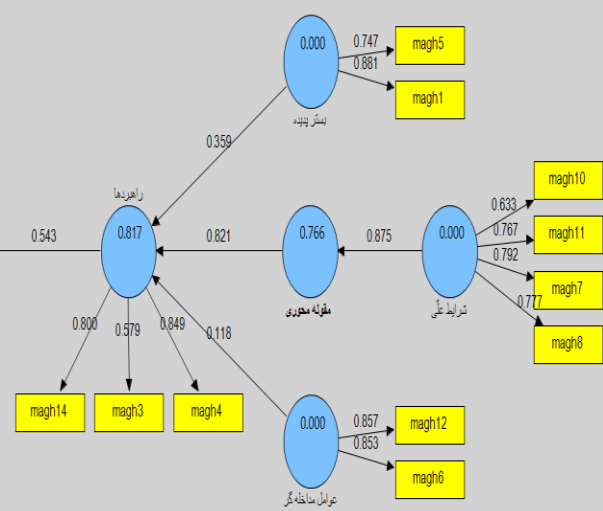 0.000
0.747
magh5
0.881
magh1
بستر پدیده
0.359
magh10
0.633
راهبردها
0.817
0.543
0.821
0.766
0.875
0.000
0.767
magh11
0.792
magh7
0.777
magh8
مقوله محوری
شرایط علّی
0.800
0.579
0.849
0.118
magh14
magh3
magh4
0.000
0.857
magh12
0.853
magh6
عوامل مداخله گر